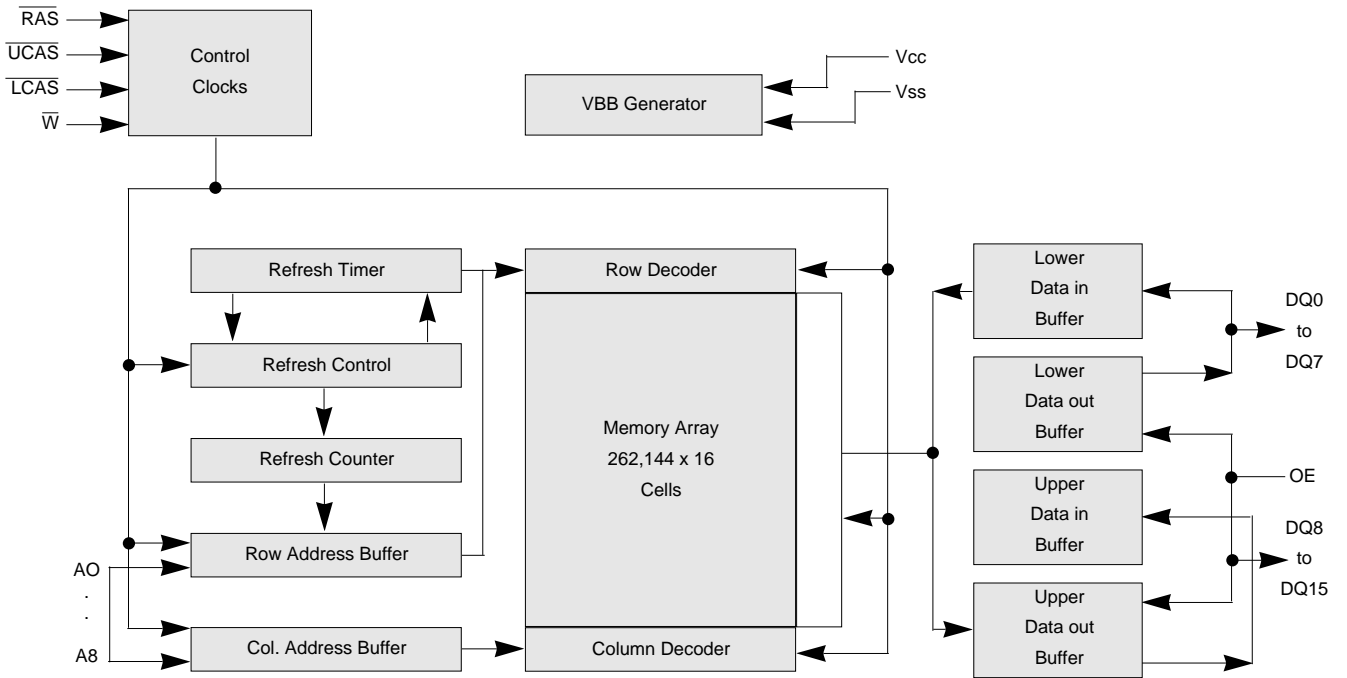 RAS
UCAS
LCAS
W
Control
Clocks
VBB Generator
Vcc
Vss
Refresh Timer
Refresh Control
Refresh Counter
Row Address Buffer
Col. Address Buffer
AO
.
.
A8
Row Decoder
Memory Array
262,144 x 16
Cells
Column Decoder
Lower
Data in
Buffer
Lower
Data out
Buffer
Upper
Data in
Buffer
Upper
Data out
Buffer
DQ0
to
DQ7
OE
DQ8
to
DQ15